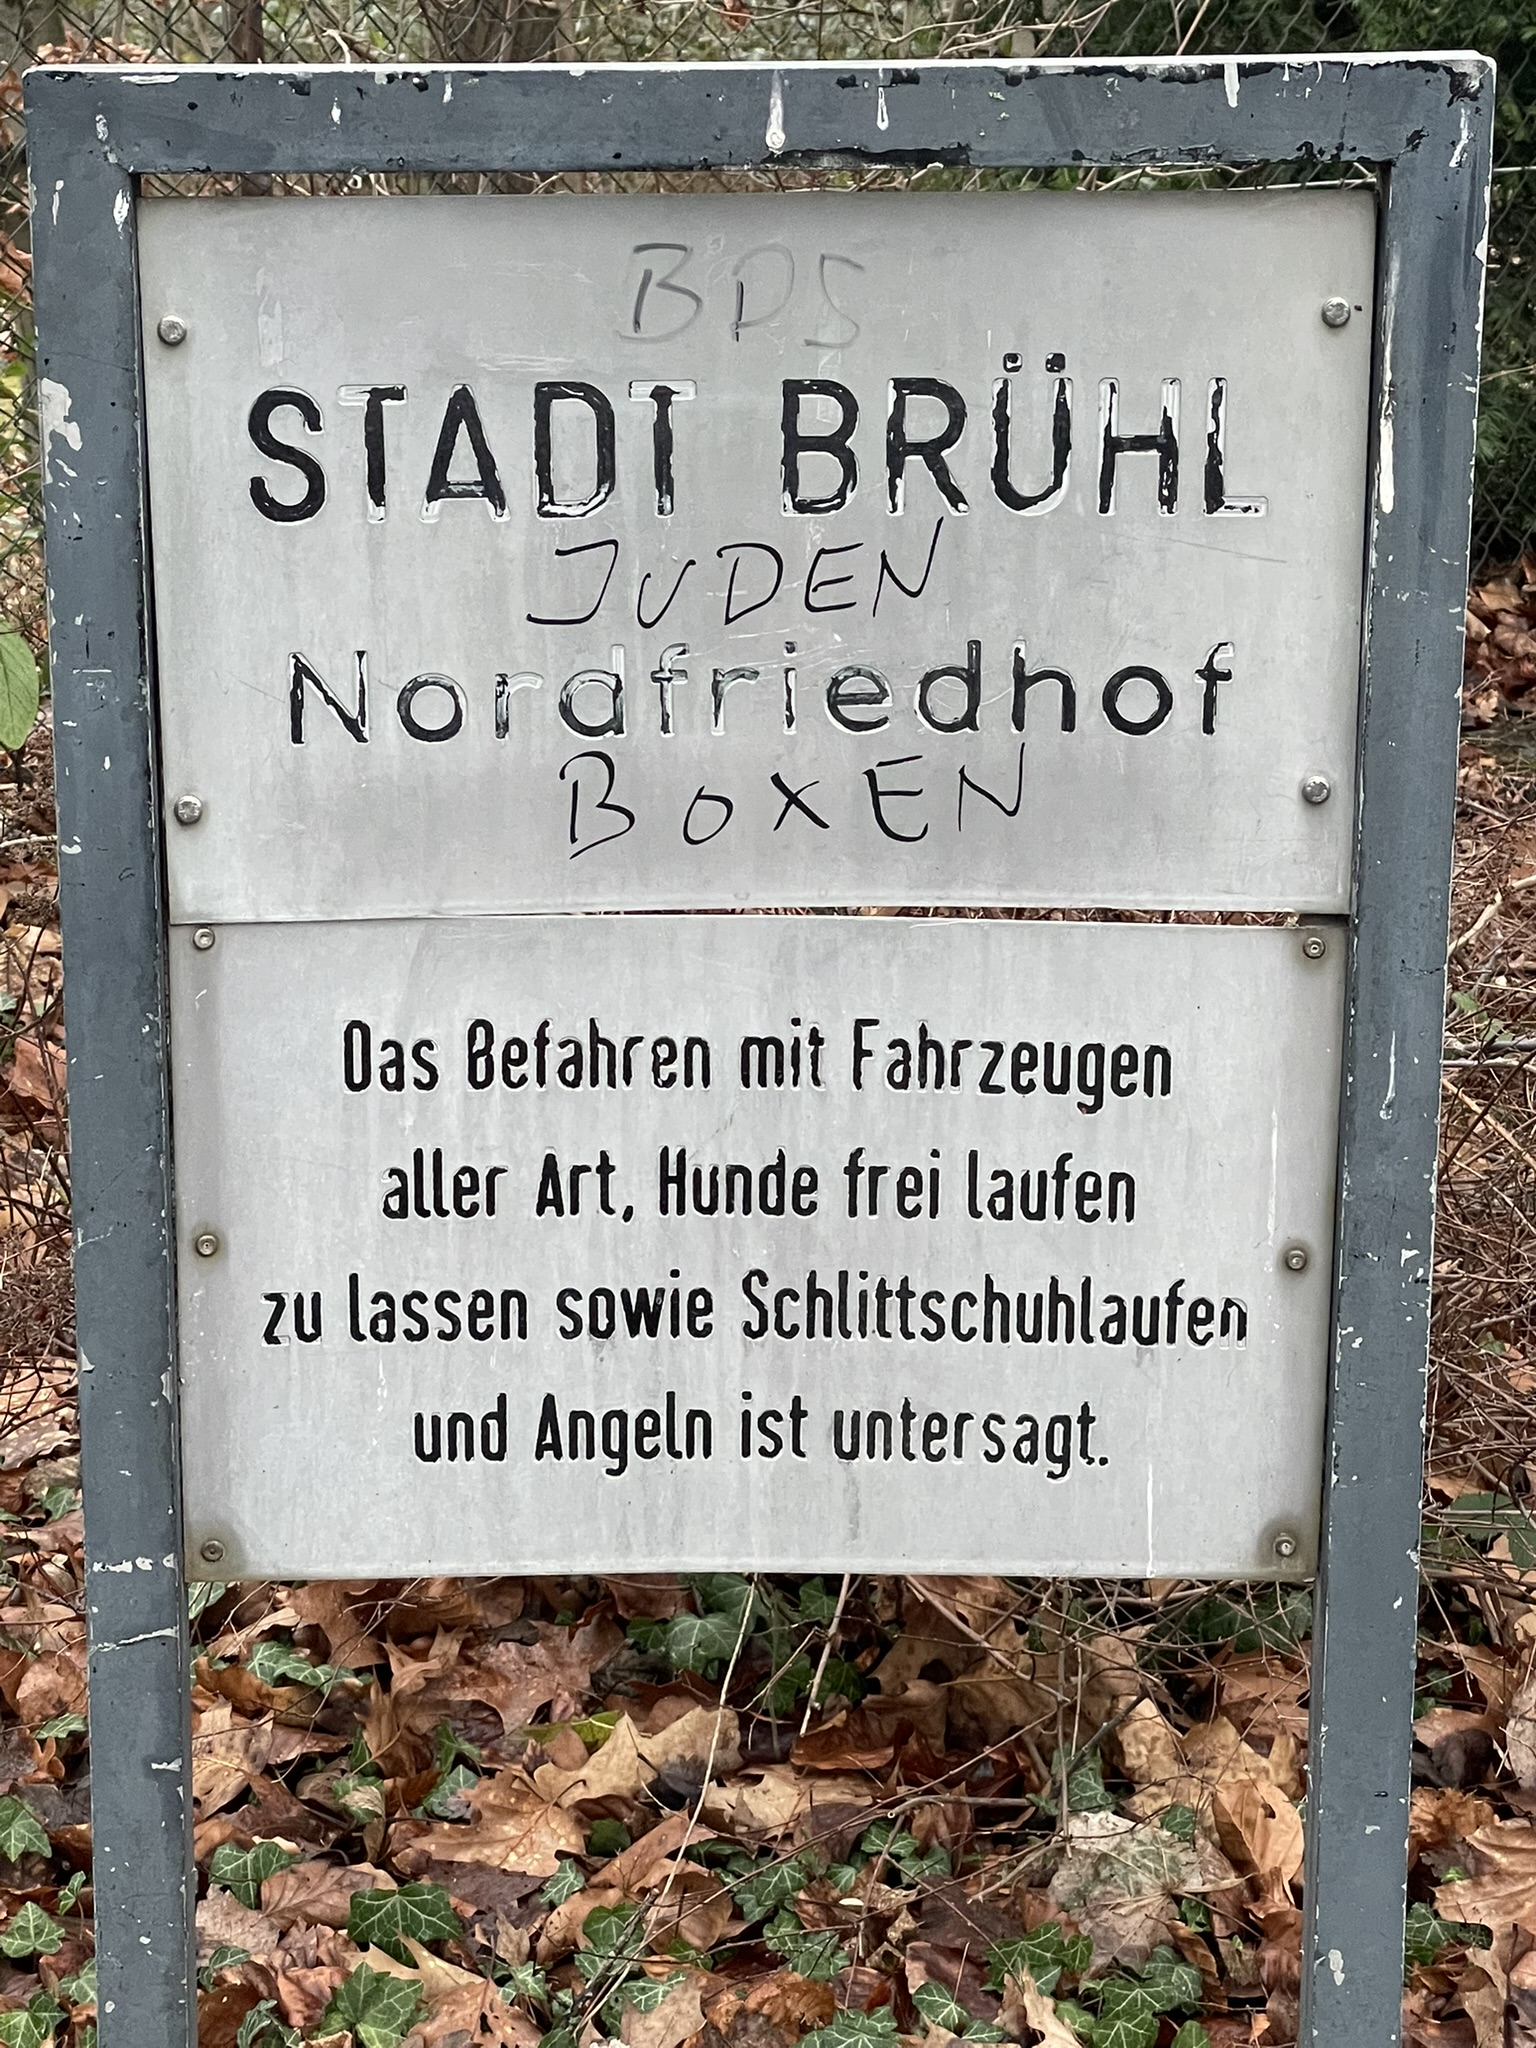 BDS
STADT BRÜHL
JUDEN
Nordfriedhof
BOXEN
Das Befahren mit Fahrzeugen
aller Art, Hunde frei laufen
zu lassen sowie Schlittschuhlaufen
und Angeln ist untersagt.